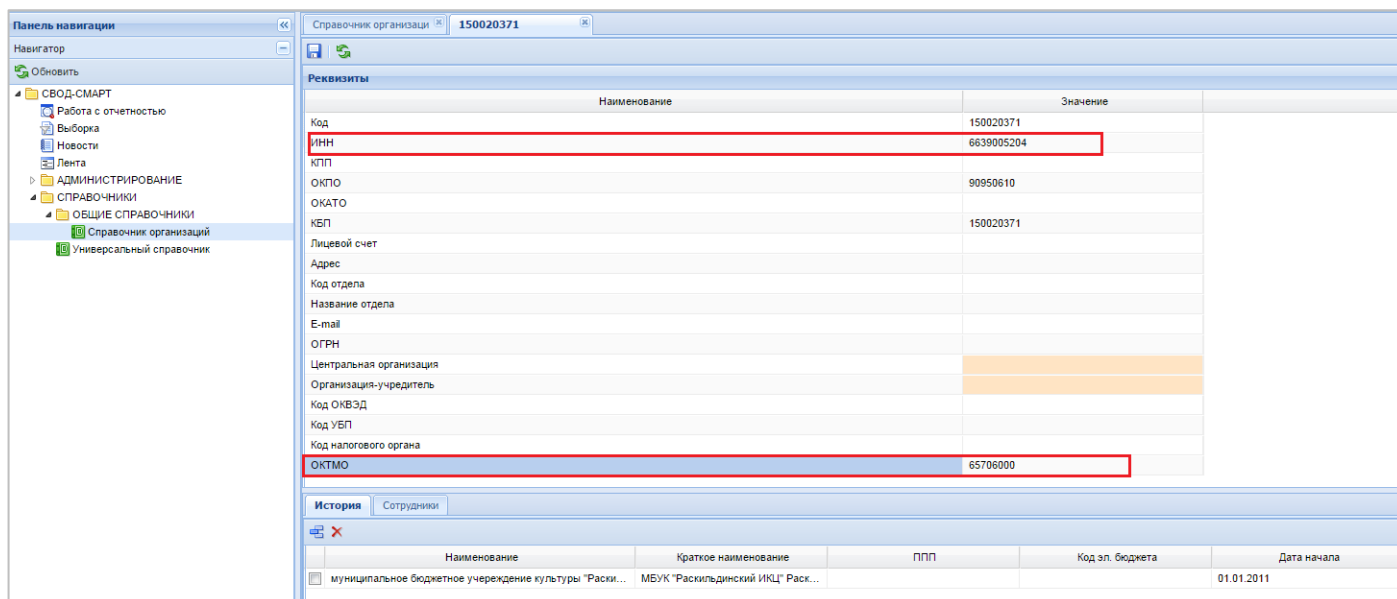 Панель навигации
Навигатор
Обновить
СВОД-СМАРТ
Работа с отчетностью
Выборка
Новости
Лента
АДМИНИСТРИРОВАНИЕ
СПРАВОЧНИКИ
ОБЩИЕ СПРАВОЧНИКИ
Справочник организаций
Универсальный справочник
Справочник организаци 150020371
Реквизиты
Наименование Значение
Код 150020371
ИНН 6639005204
КПП
ОКПО 90950610
ОКАТО
КБП 150020371
Лицевой счет
Адрес
Код отдела
Название отдела
E-mail
ОГРН
Центральная организация
Организация-учредитель
Код ОКВЭД
Код УБП
Код налогового органа
ОКТМО 65706000
История Сотрудники
Наименование Краткое наименование ППП Код эл. бюджета Дата начала
муниципальное бюджетное учереждение культуры "Раски... МБУК "Раскильдинский ИКЦ" Раск... 01.01.2011